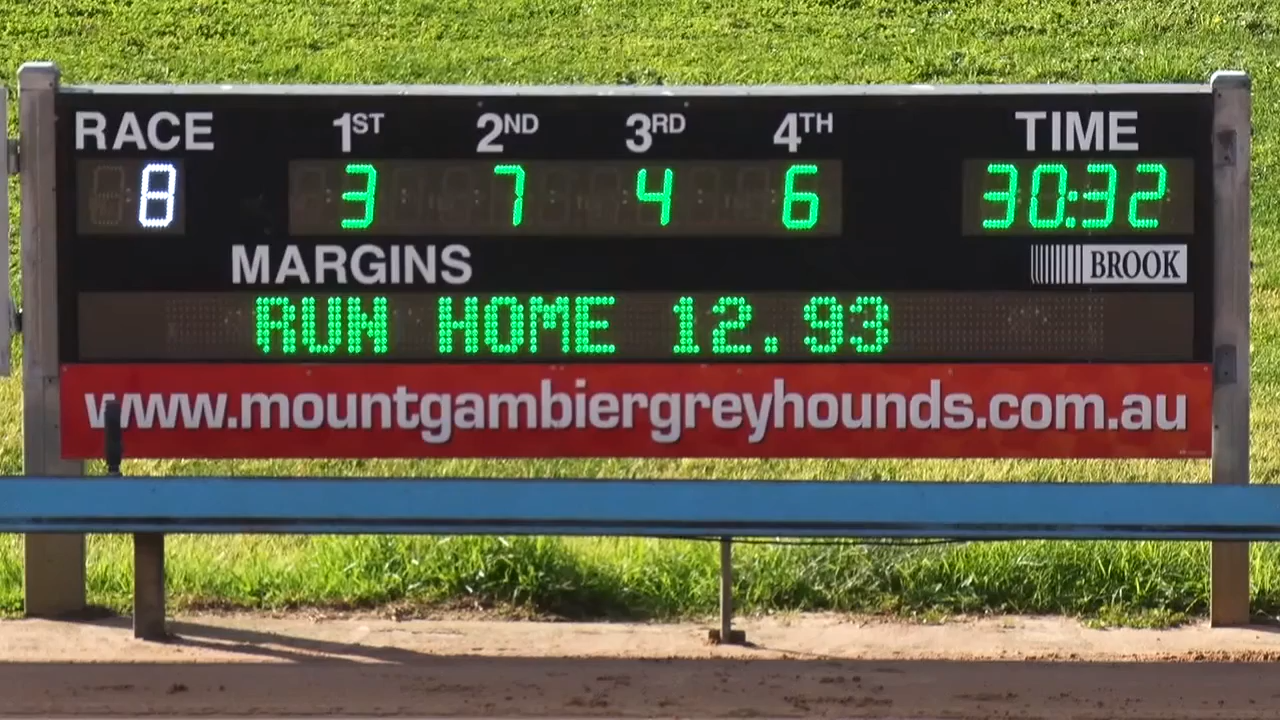 RACE 1ST 2ND 3RD 4TH TIME
8 3 7 4 6 30:32
MARGINS BROOK
RUN HOME 12.93
www.mountgambiergreyhounds.com.au